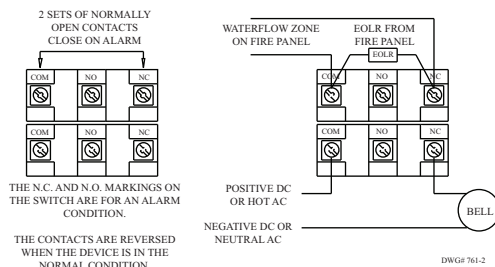 2 SETS OF NORMALLY
OPEN CONTACTS
CLOSE ON ALARM
COM
NO
NC
COM
NO
NC
THE N.C. AND N.O. MARKINGS ON
THE SWITCH ARE FOR AN ALARM
CONDITION.
THE CONTACTS ARE REVERSED
WHEN THE DEVICE IS IN THE
NORMAL CONDITION
WATERFLOW ZONE
ON FIRE PANEL
EOLR FROM
FIRE PANEL
EOLR
COM
NO
NC
COM
NO
NC
POSITIVE DC
OR HOT AC
NEGATIVE DC OR
NEUTRAL AC
BELL
DWG# 761-2